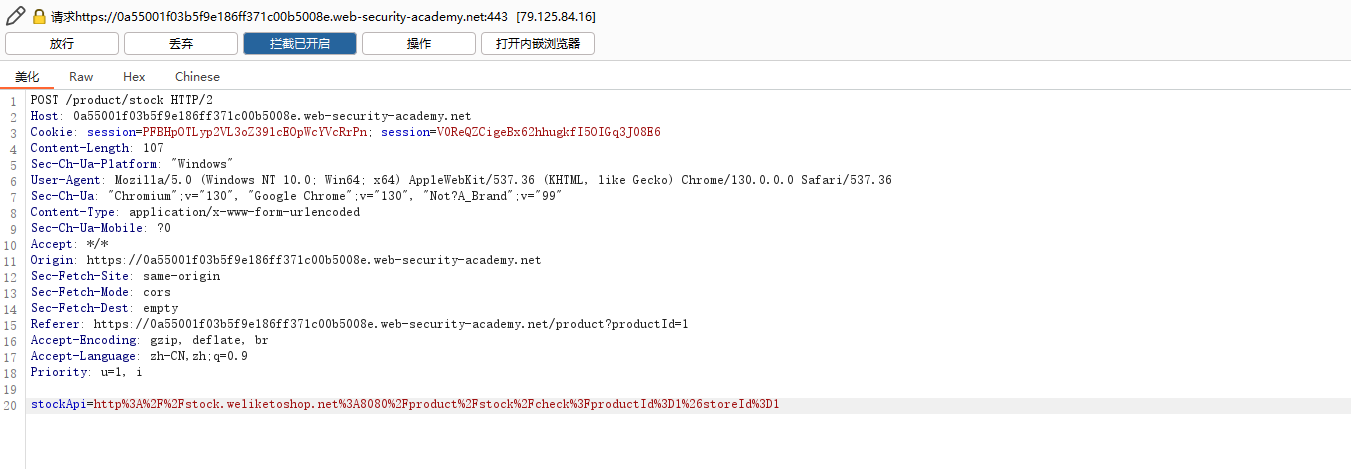 请求https://0a55001f03b5f9e186ff371c00b5008e.web-security-academy.net:443 [79.125.84.16]
放行 丢弃 拦截已开启 操作 打开内嵌浏览器
美化 Raw Hex Chinese
1 POST /product/stock HTTP/2
2 Host: 0a55001f03b5f9e186ff371c00b5008e.web-security-academy.net
3 Cookie: session=PFBHpOTLyp2VL3oZ39lcEOpWcYVcRrPn; session=V0ReQZCigeBx62hhugkfI5OIGq3J08E6
4 Content-Length: 107
5 Sec-Ch-Ua-Platform: "Windows"
6 User-Agent: Mozilla/5.0 (Windows NT 10.0; Win64; x64) AppleWebKit/537.36 (KHTML, like Gecko) Chrome/130.0.0.0 Safari/537.36
7 Sec-Ch-Ua: "Chromium";v="130", "Google Chrome";v="130", "Not?A_Brand";v="99"
8 Content-Type: application/x-www-form-urlencoded
9 Sec-Ch-Ua-Mobile: ?0
10 Accept: */*
11 Origin: https://0a55001f03b5f9e186ff371c00b5008e.web-security-academy.net
12 Sec-Fetch-Site: same-origin
13 Sec-Fetch-Mode: cors
14 Sec-Fetch-Dest: empty
15 Referer: https://0a55001f03b5f9e186ff371c00b5008e.web-security-academy.net/product?productId=1
16 Accept-Encoding: gzip, deflate, br
17 Accept-Language: zh-CN,zh;q=0.9
18 Priority: u=1, i
19
20 stockApi=http%3A%2F%2Fstock.weliketoshop.net%3A8080%2Fproduct%2Fstock%2Fcheck%3FproductId%3D1%26storeId%3D1